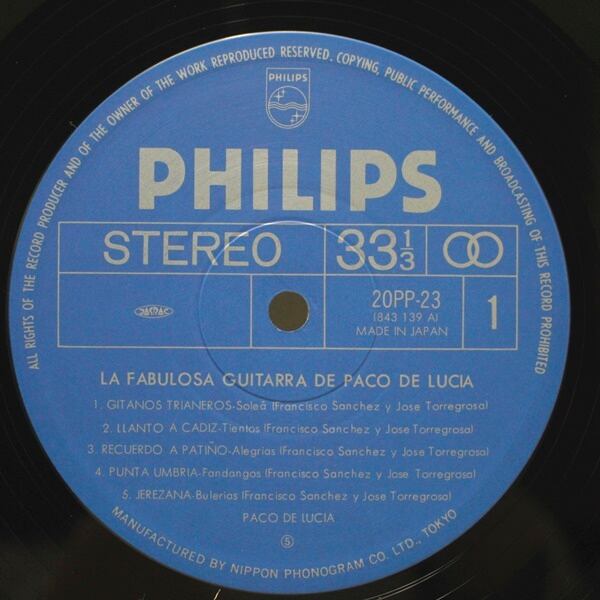 ALL RIGHTS OF THE RECORD PRODUCER AND OF THE OWNER OF THE WORK REPRODUCED RESERVED. COPYING, PUBLIC PERFORMANCE AND BROADCASTING OF THIS RECORD PROHIBITED
PHILIPS
PHILIPS
STEREO 33 1/3
JASRAC
20PP-23
(843 139 A)
MADE IN JAPAN
1
LA FABULOSA GUITARRA DE PACO DE LUCIA
1. GITANOS TRIANEROS-Soleá (Francisco Sanchez y Jose Torregrosa)
2. LLANTO A CADIZ-Tientos (Francisco Sanchez y Jose Torregrosa)
3. RECUERDO A PATIÑO-Alegrias (Francisco Sanchez y Jose Torregrosa)
4. PUNTA UMBRIA-Fandangos (Francisco Sanchez y Jose Torregrosa)
5. JEREZANA-Bulerias (Francisco Sanchez y Jose Torregrosa)
PACO DE LUCIA
Ⓢ
MANUFACTURED BY NIPPON PHONOGRAM CO. LTD., TOKYO